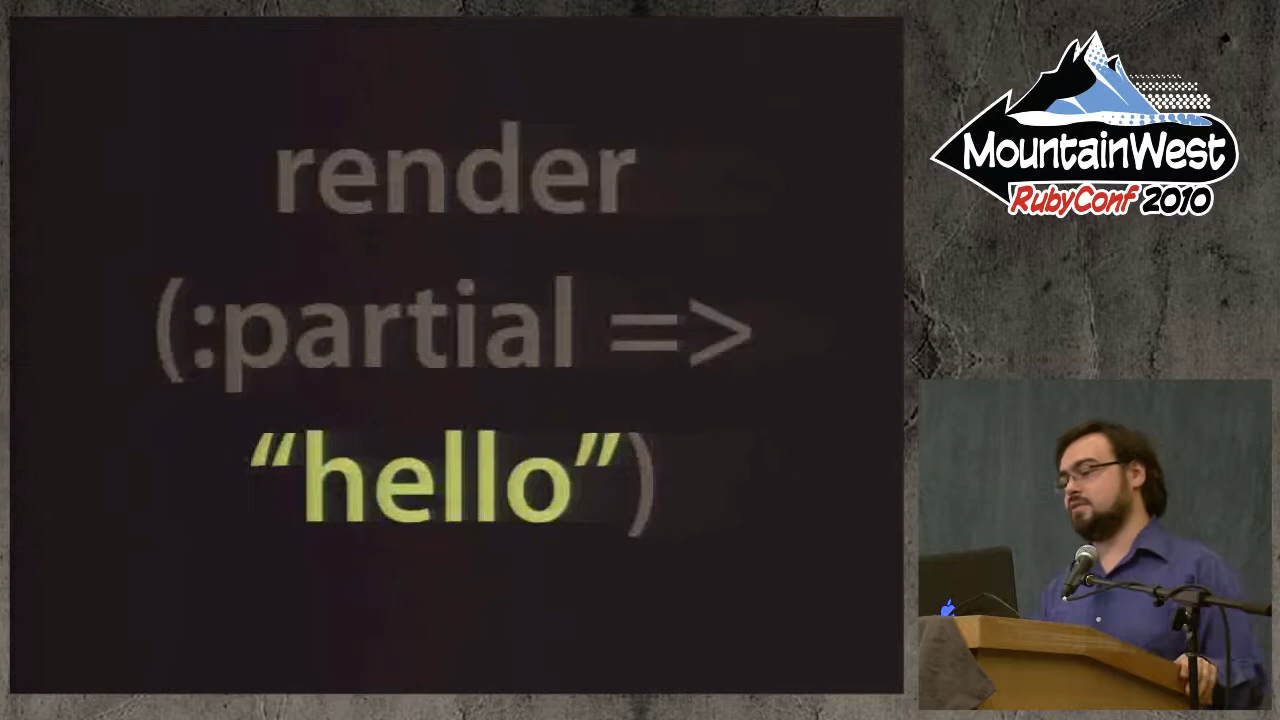 render
(:partial =>
“hello”)
MountainWest
RubyConf 2010